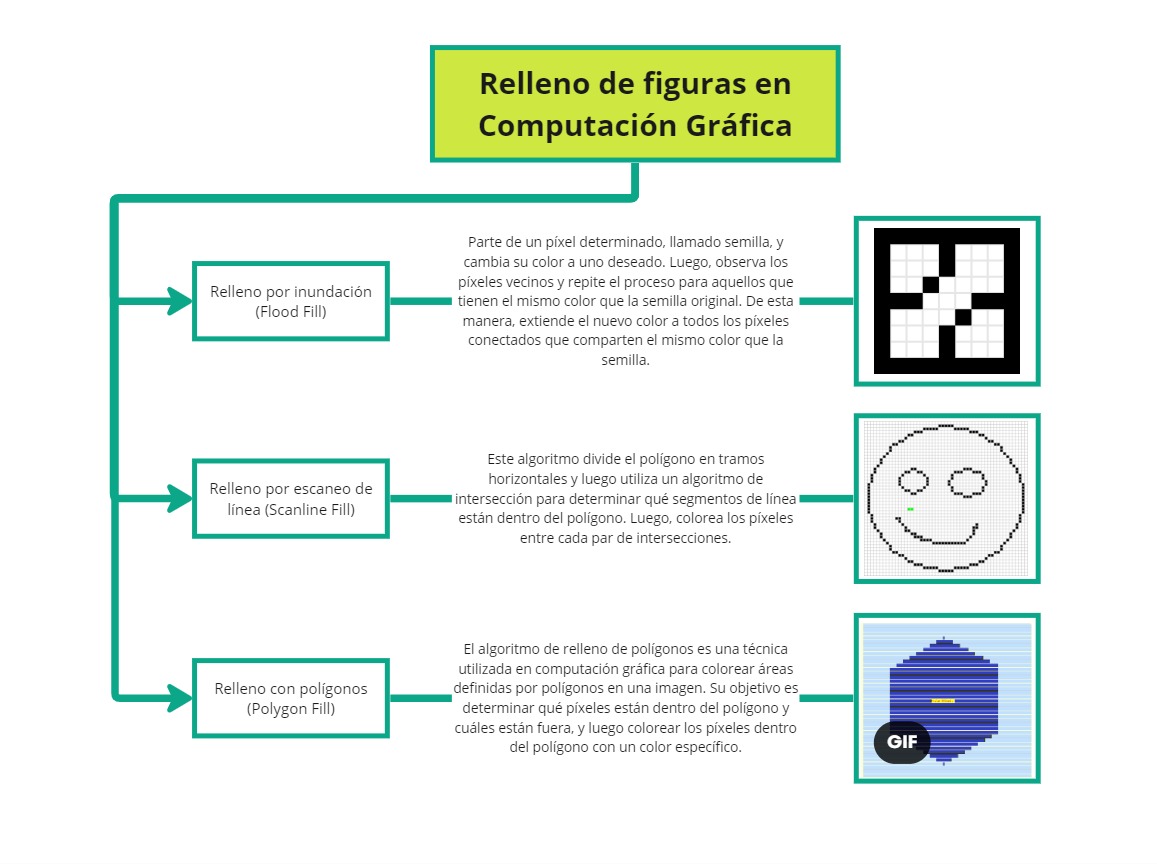 Relleno de figuras en
Computación Gráfica
Relleno por inundación
(Flood Fill)
Parte de un píxel determinado, llamado semilla, y
cambia su color a uno deseado. Luego, observa los
píxeles vecinos y repite el proceso para aquellos que
tienen el mismo color que la semilla original. De esta
manera, extiende el nuevo color a todos los píxeles
conectados que comparten el mismo color que la
semilla.
Relleno por escaneo de
línea (Scanline Fill)
Este algoritmo divide el polígono en tramos
horizontales y luego utiliza un algoritmo de
intersección para determinar qué segmentos de línea
están dentro del polígono. Luego, colorea los píxeles
entre cada par de intersecciones.
Relleno con polígonos
(Polygon Fill)
El algoritmo de relleno de polígonos es una técnica
utilizada en computación gráfica para colorear áreas
definidas por polígonos en una imagen. Su objetivo es
determinar qué píxeles están dentro del polígono y
cuáles están fuera, y luego colorear los píxeles dentro
del polígono con un color específico.
GIF